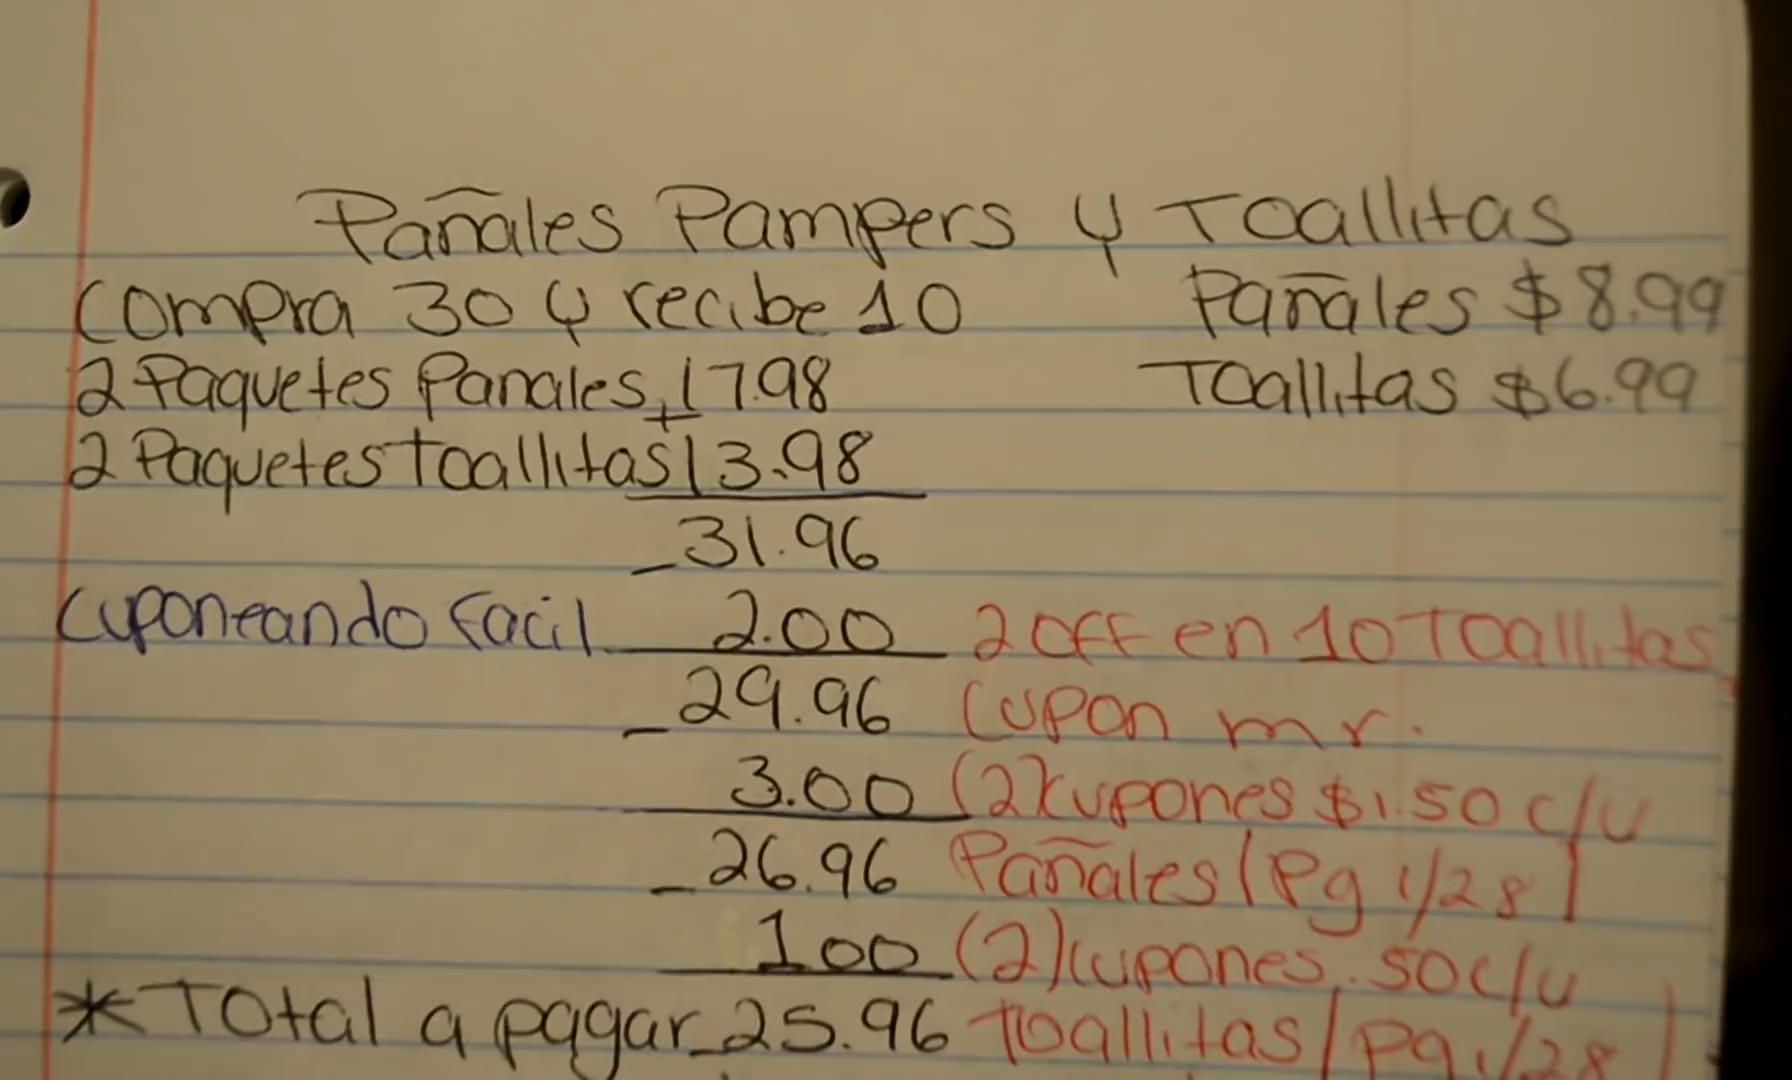 Pañales Pampers y Toallitas
Compra 30 y recibe 10 Pañales $8.99
2 Paquetes Panales + 17.98 Toallitas $6.99
2 Paquetes toallitas 13.98
- 31.96
Cuponeando facil 2.00 2 off en 10 Toallitas
- 29.96 Cupon mr.
3.00 (2) Cupones $1.50 c/u
- 26.96 Pañales (Pg 1/28)
100 (2) Cupones .50 c/u
* Total a pagar - 25.96 Toallitas (Pg 1/28)